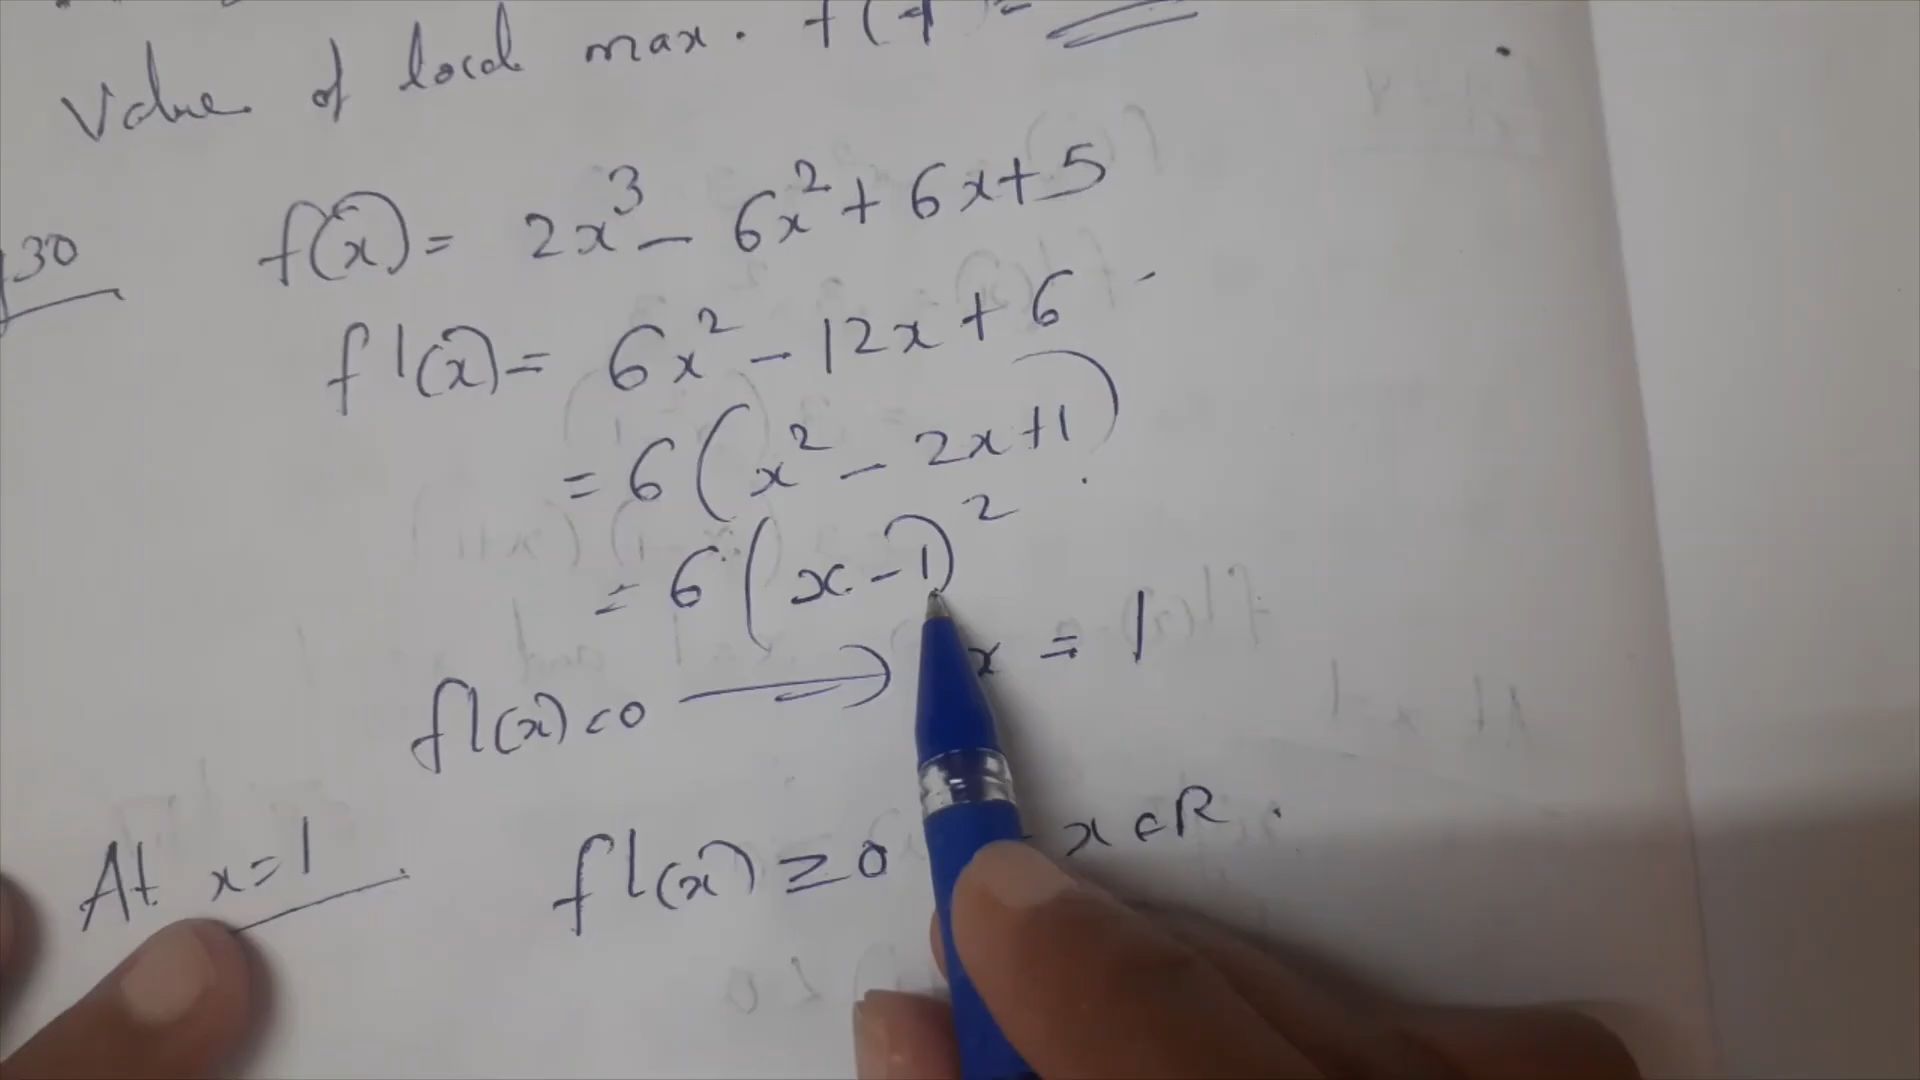 Value of local max. f(1) =
30
f(x) = 2x³ - 6x² + 6x + 5
f'(x) = 6x² - 12x + 6
= 6(x² - 2x + 1)
= 6(x - 1)²
f'(x) = 0 → x = 1
At x = 1 f'(x) ≥ 0 x ∈ R.